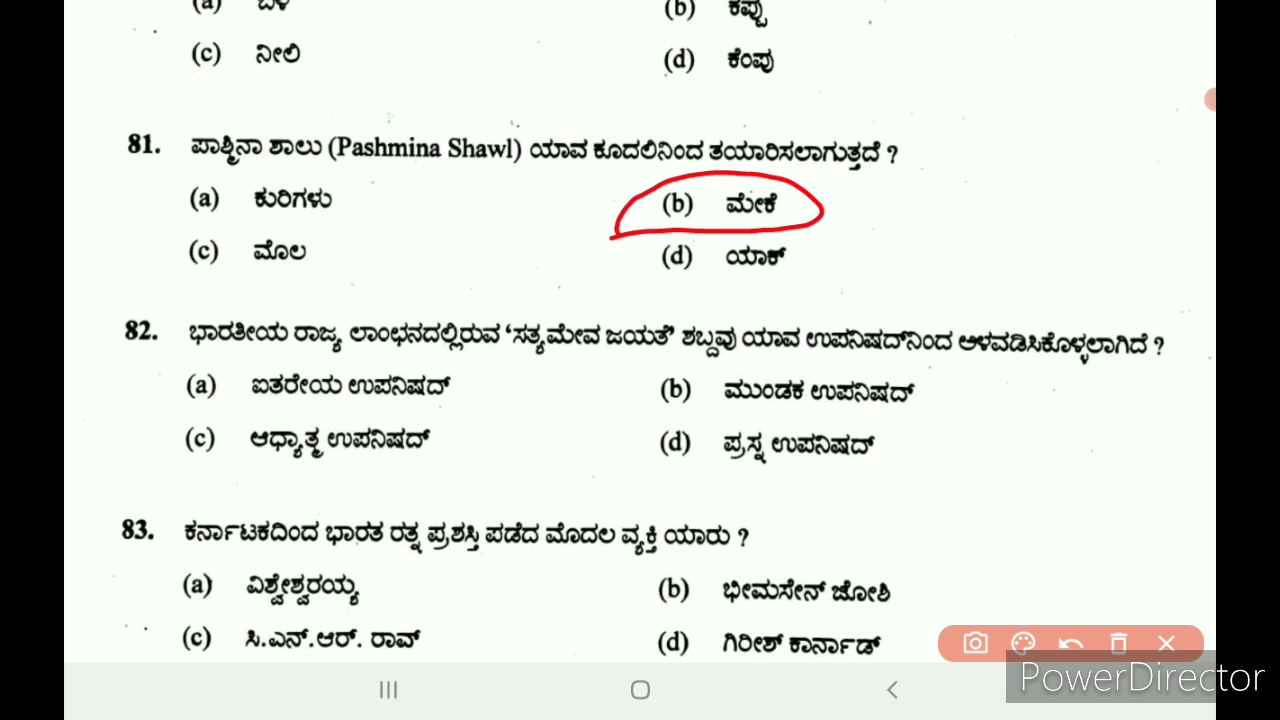 (a) ಬಿಳಿ (b) ಕಪ್ಪು
(c) ನೀಲಿ (d) ಕೆಂಪು
81. ಪಾಶ್ಮಿನಾ ಶಾಲು (Pashmina Shawl) ಯಾವ ಕೂದಲಿನಿಂದ ತಯಾರಿಸಲಾಗುತ್ತದೆ ?
(a) ಕುರಿಗಳು (b) ಮೇಕೆ
(c) ಮೊಲ (d) ಯಾಕ್
82. ಭಾರತೀಯ ರಾಜ್ಯ ಲಾಂಛನದಲ್ಲಿರುವ ‘ಸತ್ಯಮೇವ ಜಯತೆ’ ಶಬ್ದವು ಯಾವ ಉಪನಿಷದ್‌ನಿಂದ ಅಳವಡಿಸಿಕೊಳ್ಳಲಾಗಿದೆ ?
(a) ಐತರೇಯ ಉಪನಿಷದ್ (b) ಮುಂಡಕ ಉಪನಿಷದ್
(c) ಆಧ್ಯಾತ್ಮ ಉಪನಿಷದ್ (d) ಪ್ರಸ್ನ ಉಪನಿಷದ್
83. ಕರ್ನಾಟಕದಿಂದ ಭಾರತ ರತ್ನ ಪ್ರಶಸ್ತಿ ಪಡೆದ ಮೊದಲ ವ್ಯಕ್ತಿ ಯಾರು ?
(a) ವಿಶ್ವೇಶ್ವರಯ್ಯ (b) ಭೀಮಸೇನ್ ಜೋಶಿ
(c) ಸಿ.ಎನ್.ಆರ್. ರಾವ್ (d) ಗಿರೀಶ್ ಕಾರ್ನಾಡ್
PowerDirector